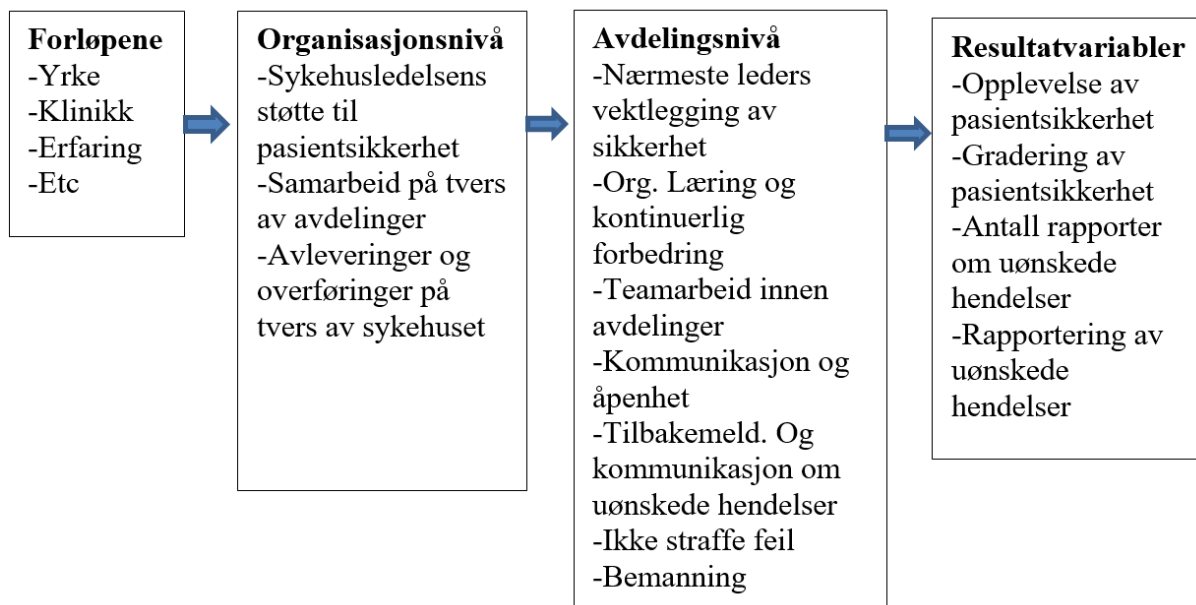 Forløpene
-Yrke
-Klinikk
-Erfaring
-Etc
Organisasjonsnivå
-Sykehusledelsens
støtte til
pasientsikkerhet
-Samarbeid på tvers
av avdelinger
-Avleveringer og
overføringer på
tvers av sykehuset
Avdelingsnivå
-Nærmeste leders
vektlegging av
sikkerhet
-Org. Læring og
kontinuerlig
forbedring
-Teamarbeid innen
avdelinger
-Kommunikasjon og
åpenhet
-Tilbakemeld. Og
kommunikasjon om
uønskede hendelser
-Ikke straffe feil
-Bemanning
Resultatvariabler
-Opplevelse av
pasientsikkerhet
-Gradering av
pasientsikkerhet
-Antall rapporter
om uønskede
hendelser
-Rapportering av
uønskede
hendelser